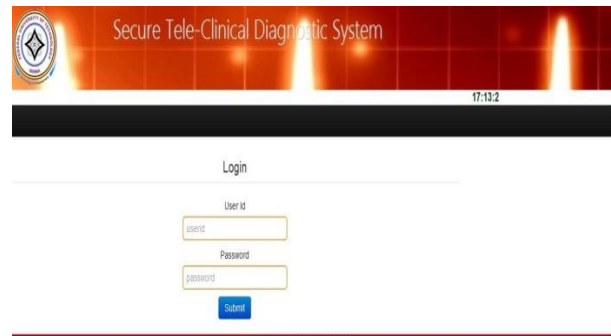 Secure Tele-Clinical Diagnostic System
17:13:2
Login
User Id
userid
Password
password
Submit